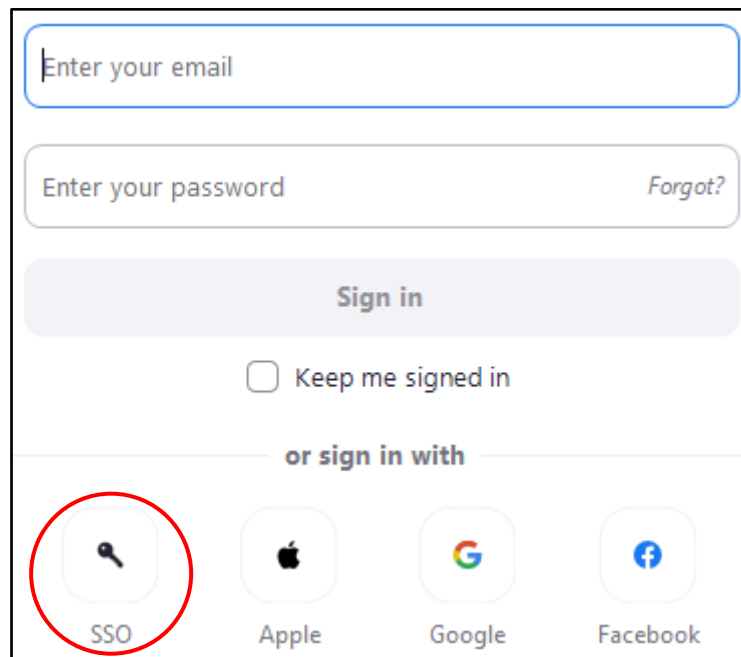 Enter your email
Enter your password Forgot?
Sign in
Keep me signed in
or sign in with
SSO Apple Google Facebook